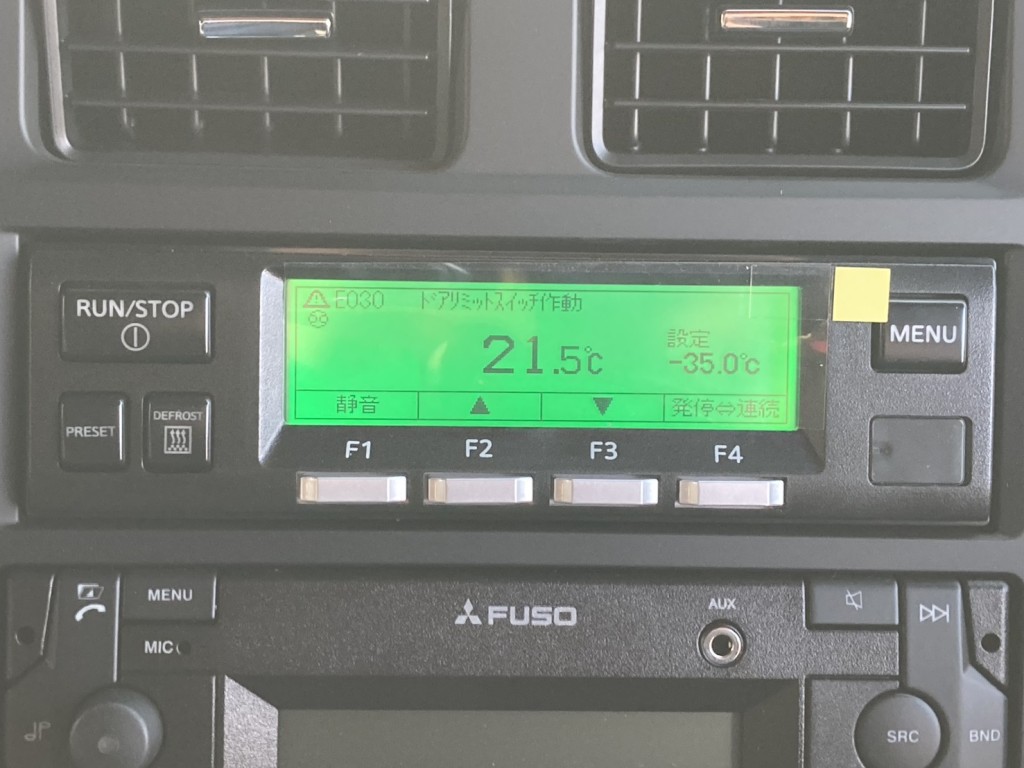 RUN/STOP
PRESET
DEFROST
E030 ドアリミットスイッチ作動
21.5℃
設定
-35.0℃
静音 ▲ ▼ 発停⇔連続
F1 F2 F3 F4
MENU
MENU
MIC
FUSO
AUX
SRC
BND